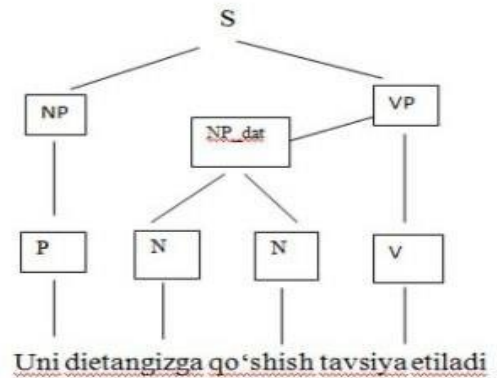 S
NP
VP
NP_dat
P
N
N
V
Uni dietangizga qo‘shish tavsiya etiladi